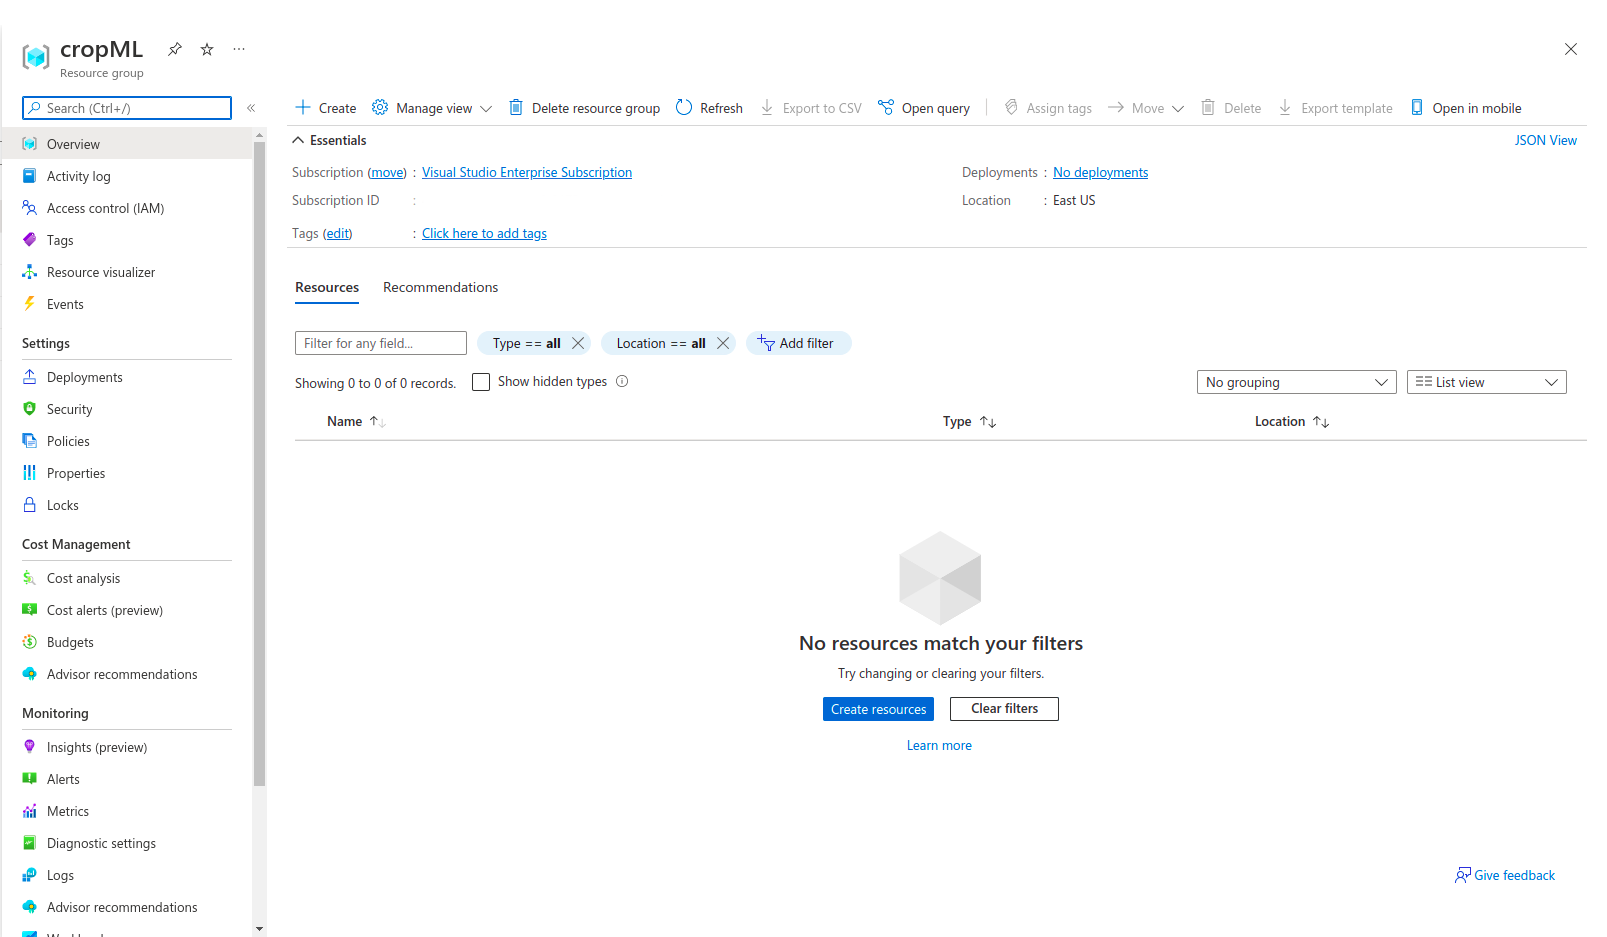 cropML
Resource group
Search (Ctrl+/)
«
Overview
Activity log
Access control (IAM)
Tags
Resource visualizer
Events
Settings
Deployments
Security
Policies
Properties
Locks
Cost Management
Cost analysis
Cost alerts (preview)
Budgets
Advisor recommendations
Monitoring
Insights (preview)
Alerts
Metrics
Diagnostic settings
Logs
Advisor recommendations
Create Manage view Delete resource group Refresh Export to CSV Open query Assign tags Move Delete Export template Open in mobile
Essentials JSON View
Subscription (move) : Visual Studio Enterprise Subscription Deployments : No deployments
Subscription ID : Location : East US
Tags (edit) : Click here to add tags
Resources Recommendations
Filter for any field... Type == all Location == all Add filter
Showing 0 to 0 of 0 records. Show hidden types No grouping List view
Name Type Location
No resources match your filters
Try changing or clearing your filters.
Create resources Clear filters
Learn more
Give feedback